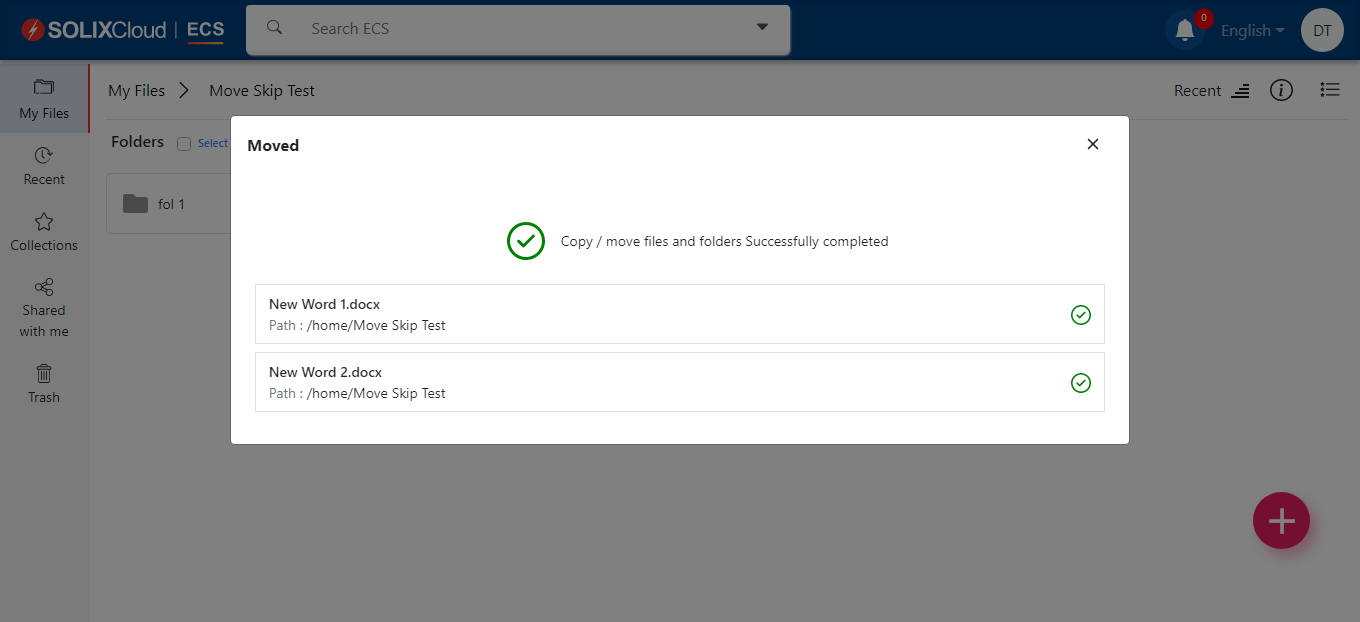 SOLIXCloud | ECS
Search ECS
0
English
DT
My Files
Recent
Collections
Shared
with me
Trash
My Files
Move Skip Test
Recent
Folders
Select
fol 1
Moved
Copy / move files and folders Successfully completed
New Word 1.docx
Path : /home/Move Skip Test
New Word 2.docx
Path : /home/Move Skip Test